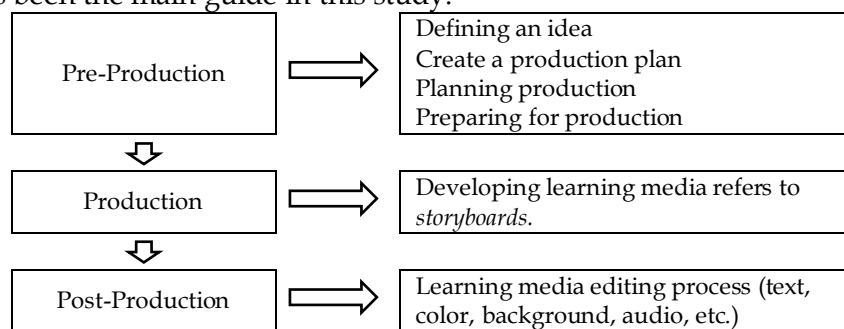 s been the main guide in this study.
Pre-Production
Defining an idea
Create a production plan
Planning production
Preparing for production
Production
Developing learning media refers to
storyboards.
Post-Production
Learning media editing process (text,
color, background, audio, etc.)